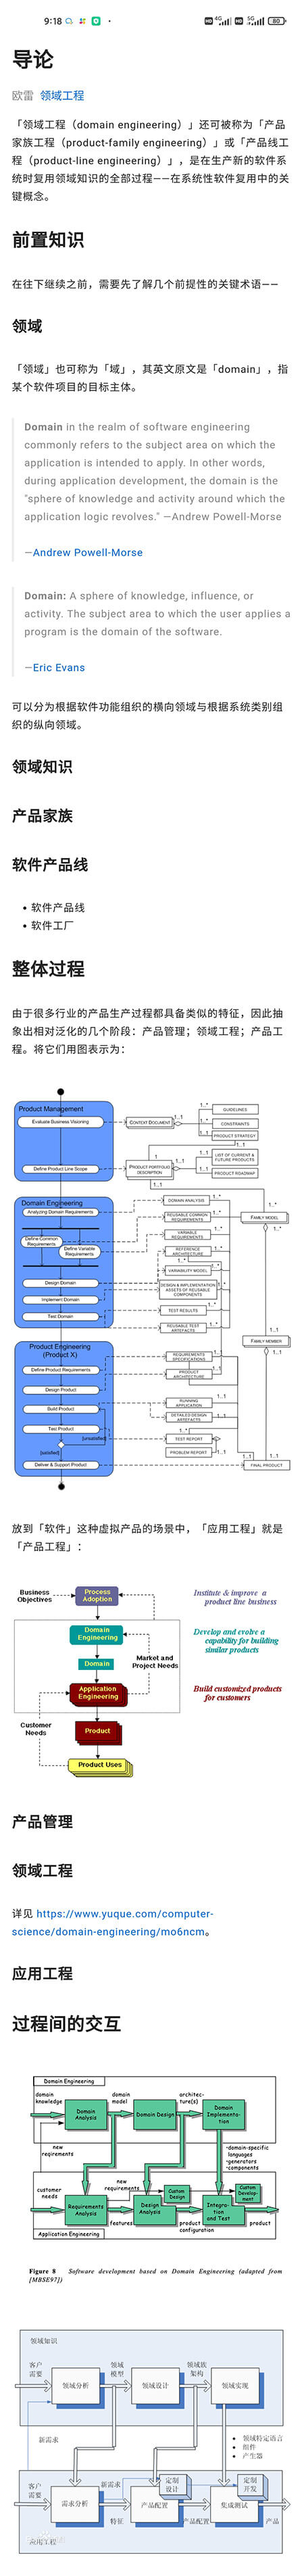 9:18
4G
5G
80
导论
欧雷 领域工程
「领域工程（domain engineering）」还可被称为「产品
家族工程（product-family engineering）」或「产品线工
程（product-line engineering）」，是在生产新的软件系
统时复用领域知识的全部过程——在系统性软件复用中的关
键概念。
前置知识
在往下继续之前，需要先了解几个前提性的关键术语——
领域
「领域」也可称为「域」，其英文原文是「domain」，指
某个软件项目的目标主体。
Domain in the realm of software engineering
commonly refers to the subject area on which the
application is intended to apply. In other words,
during application development, the domain is the
"sphere of knowledge and activity around which the
application logic revolves." —Andrew Powell-Morse
—Andrew Powell-Morse
Domain: A sphere of knowledge, influence, or
activity. The subject area to which the user applies a
program is the domain of the software.
—Eric Evans
可以分为根据软件功能组织的横向领域与根据系统类别组
织的纵向领域。
领域知识
产品家族
软件产品线
• 软件产品线
• 软件工厂
整体过程
由于很多行业的产品生产过程都具备类似的特征，因此抽
象出相对泛化的几个阶段：产品管理；领域工程；产品工
程。将它们用图表示为：
Product Management
Evaluate Business Visioning
Define Product Line Scope
CONTEXT DOCUMENT
1..1
1..*
GUIDELINES
CONSTRAINTS
PRODUCT STRATEGY
PRODUCT PORTFOLIO
DESCRIPTION
LIST OF CURRENT &
FUTURE PRODUCTS
PRODUCT ROADMAP
Domain Engineering
Analyzing Domain Requirements
Define Common
Requirements
Define Variable
Requirements
Design Domain
Implement Domain
Test Domain
DOMAIN ANALYSIS
REUSABLE COMMON
REQUIREMENTS
VARIABLE
REQUIREMENTS
REFERENCE
ARCHITECTURE
VARIABILITY MODEL
DESIGN & IMPLEMENTATION
ASSETS OF REUSABLE
COMPONENTS
TEST RESULTS
REUSABLE TEST
ARTEFACTS
FAMILY MODEL
FAMILY MEMBER
Product Engineering
(Product X)
Define Product Requirements
Design Product
Build Product
Test Product
[unsatisfied]
[satisfied]
Deliver & Support Product
REQUIREMENTS
SPECIFICATIONS
PRODUCT
ARCHITECTURE
RUNNING
APPLICATION
DETAILED DESIGN
ARTEFACTS
TEST REPORT
PROBLEM REPORT
FINAL PRODUCT
放到「软件」这种虚拟产品的场景中，「应用工程」就是
「产品工程」：
Business
Objectives
Process
Adoption
Institute & improve a
product line business
Domain
Engineering
Develop and evolve a
capability for building
similar products
Domain
Market and
Project Needs
Application
Engineering
Build customized products
for customers
Customer
Needs
Product
Product Uses
产品管理
领域工程
详见 https://www.yuque.com/computer-
science/domain-engineering/mo6ncm。
应用工程
过程间的交互
Domain Engineering
domain
knowledge
Domain
Analysis
domain
model
Domain Design
architec-
ture(s)
Domain
Implementa-
tion
new
reqirements
-domain-specific
languages
-generators
-components
customer
needs
Requirements
Analysis
new
requirements
features
Custom
Design
Design
Analysis
product
configuration
Custom
Develop-
ment
Integra-
tion
and Test
product
Application Engineering
Figure 8 Software development based on Domain Engineering (adapted from
[MBSE97])
领域知识
客户
需要
领域分析
领域
模型
领域设计
领域族
架构
领域实现
新需求
• 领域特定语言
• 组件
• 产生器
客户
需要
需求分析
新需求
特征
定制
设计
产品配置
产品配置
定制
开发
集成测试
产品